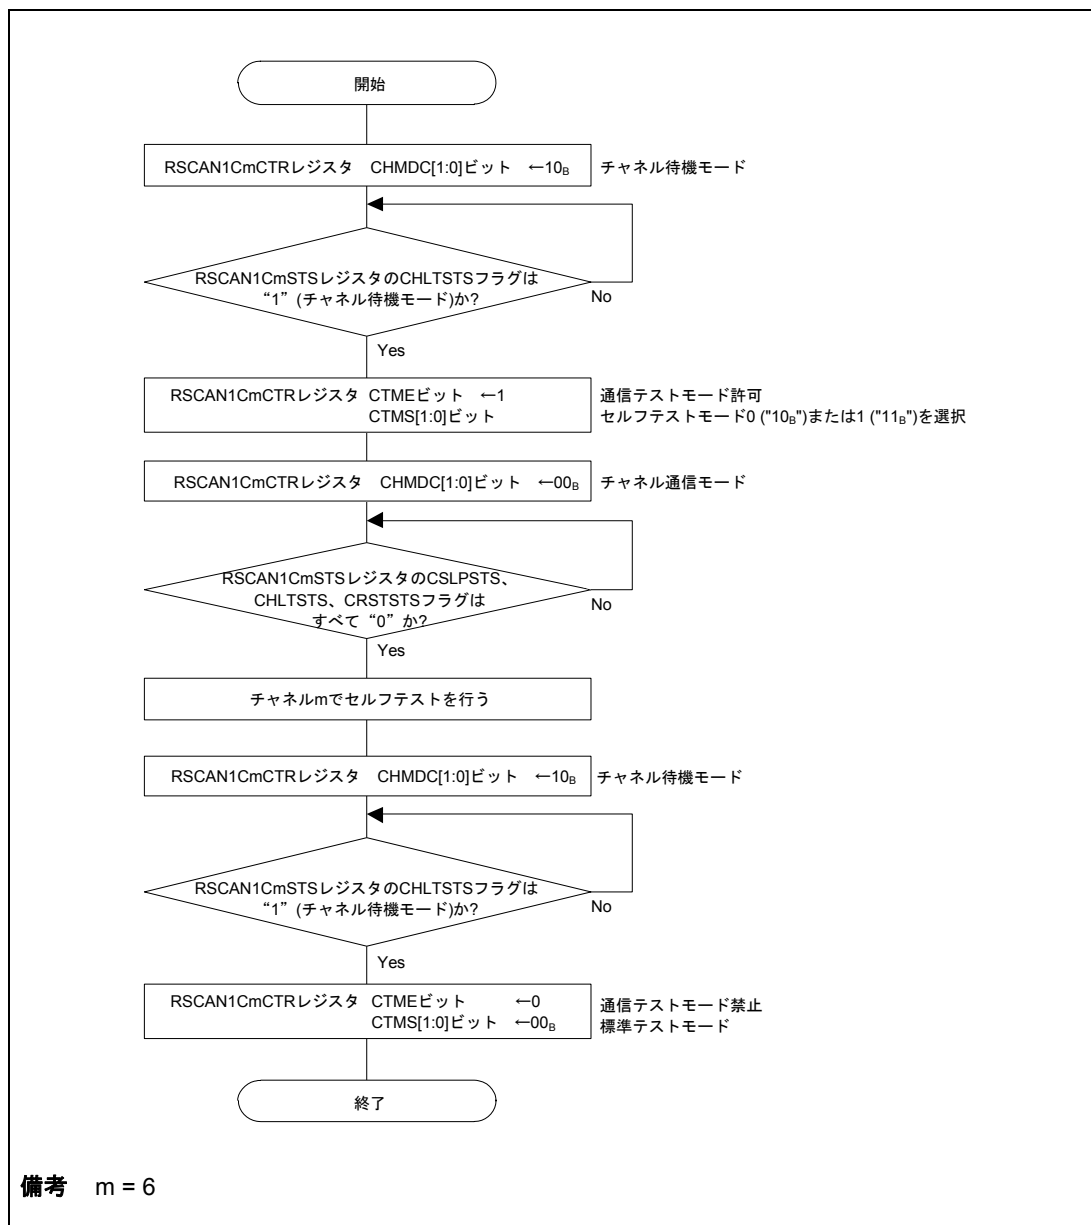 開始
RSCAN1CmCTRレジスタ CHMDC[1:0]ビット ←10B チャネル待機モード
RSCAN1CmSTSレジスタのCHLTSTSフラグは
“1”(チャネル待機モード)か?
No
Yes
RSCAN1CmCTRレジスタ CTMEビット ←1 通信テストモード許可
CTMS[1:0]ビット セルフテストモード0 ("10B")または1 ("11B")を選択
RSCAN1CmCTRレジスタ CHMDC[1:0]ビット ←00B チャネル通信モード
RSCAN1CmSTSレジスタのCSLPSTS、
CHLTSTS、CRSTSTSフラグは
すべて“0”か?
No
Yes
チャネルmでセルフテストを行う
RSCAN1CmCTRレジスタ CHMDC[1:0]ビット ←10B チャネル待機モード
RSCAN1CmSTSレジスタのCHLTSTSフラグは
“1”(チャネル待機モード)か?
No
Yes
RSCAN1CmCTRレジスタ CTMEビット ←0 通信テストモード禁止
CTMS[1:0]ビット ←00B 標準テストモード
終了
備考 m = 6